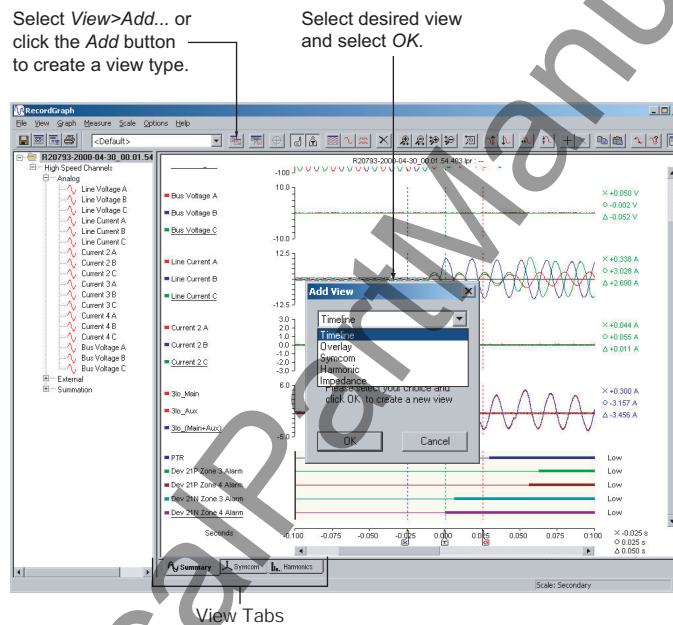 Select View>Add... or
click the Add button
to create a view type.
Select desired view
and select OK.
RecordGraph
File View Graph Measure Scale Options Help
<Default>
R20793-2000-04-30_00.01.54
High Speed Channels
Analog
Line Voltage A
Line Voltage B
Line Voltage C
Line Current A
Line Current B
Line Current C
Current 2 A
Current 2 B
Current 2 C
Current 3 A
Current 3 B
Current 3 C
Current 4 A
Current 4 B
Current 4 C
Bus Voltage A
Bus Voltage B
Bus Voltage C
External
Summation
R20793-2000-04-30_00.01.54.403.lpr : --
-100
10.0
Bus Voltage A
Bus Voltage B
Bus Voltage C
-10.0
×+0.050 V
○-0.002 V
△-0.052 V
12.5
Line Current A
Line Current B
Line Current C
-12.5
×+0.338 A
○+3.028 A
△+2.690 A
3.0
2.0
1.0
0.0
-1.0
-2.0
-3.0
Current 2 A
Current 2 B
Current 2 C
×+0.044 A
○+0.055 A
△+0.011 A
6.0
3Io_Main
3Io_Aux
3Io_(Main+Aux)
-5.0
×+0.300 A
○-3.157 A
△-3.456 A
Add View
Timeline
Timeline
Overlay
Symcom
Harmonic
Impedance
Please select your choice and
click OK to create a new view
OK Cancel
PTR Low
Dev 21P Zone 3 Alarm Low
Dev 21P Zone 4 Alarm Low
Dev 21N Zone 3 Alarm Low
Dev 21N Zone 4 Alarm Low
Seconds -0.100 -0.075 -0.050 -0.025 0.000 0.025 0.050 0.075 0.100
×-0.025 s
○ 0.025 s
△ 0.050 s
Summary Symcom Harmonics
Scale: Secondary
View Tabs